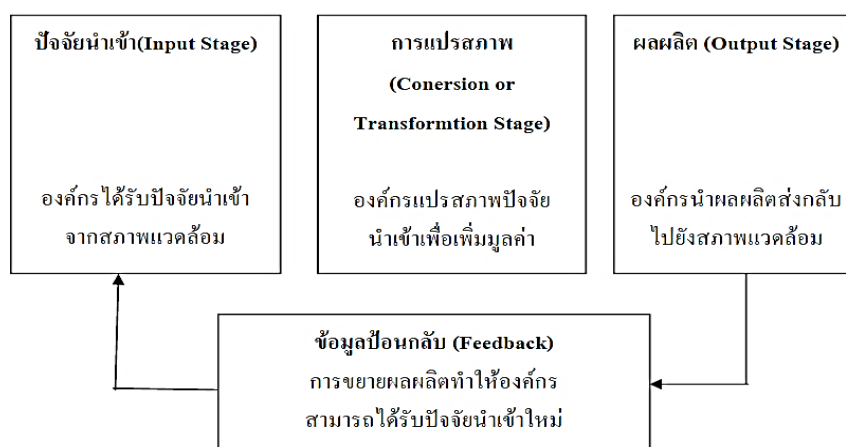 ปัจจัยนำเข้า(Input Stage)
องค์กรได้รับปัจจัยนำเข้า
จากสภาพแวดล้อม
การแปรสภาพ
(Conersion or
Transformtion Stage)
องค์กรแปรสภาพปัจจัย
นำเข้าเพื่อเพิ่มมูลค่า
ผลผลิต (Output Stage)
องค์กรนำผลผลิตส่งกลับ
ไปยังสภาพแวดล้อม
ข้อมูลป้อนกลับ (Feedback)
การขยายผลผลิตทำให้องค์กร
สามารถได้รับปัจจัยนำเข้าใหม่